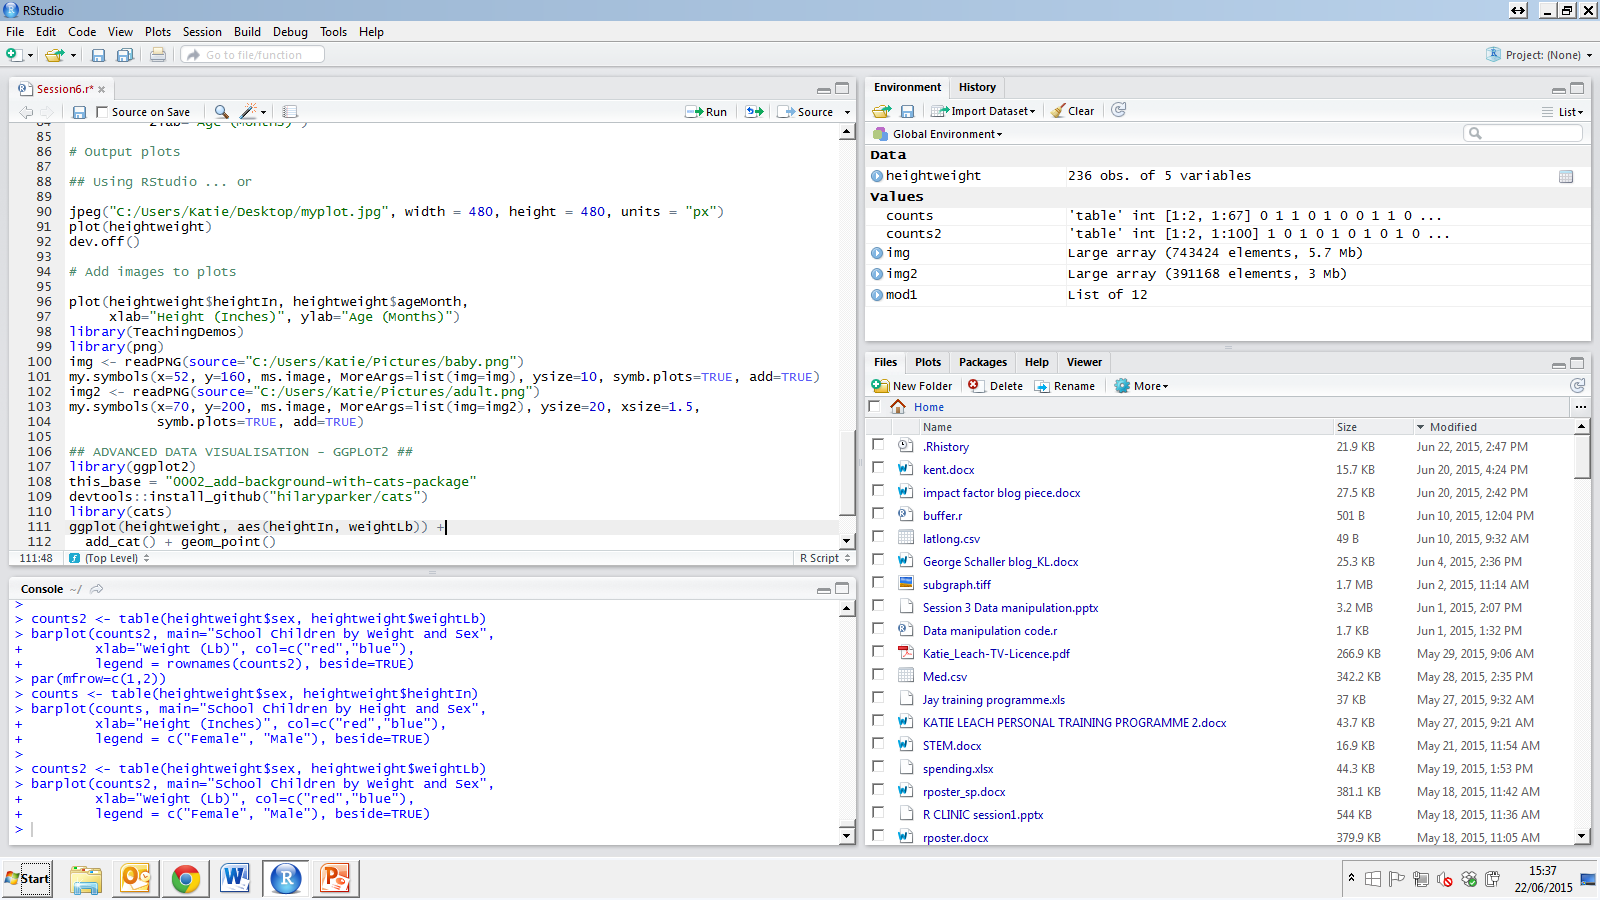 RStudio
File Edit Code View Plots Session Build Debug Tools Help
Go to file/function
Project: (None)
Session6.r*
Source on Save
Run
Source
84 zlab="Age (Months)")
85
86 # Output plots
87
88 ## Using RStudio ... or
89
90 jpeg("C:/Users/Katie/Desktop/myplot.jpg", width = 480, height = 480, units = "px")
91 plot(heightweight)
92 dev.off()
93
94 # Add images to plots
95
96 plot(heightweight$heightIn, heightweight$ageMonth,
97 xlab="Height (Inches)", ylab="Age (Months)")
98 library(TeachingDemos)
99 library(png)
100 img <- readPNG(source="C:/Users/Katie/Pictures/baby.png")
101 my.symbols(x=52, y=160, ms.image, MoreArgs=list(img=img), ysize=10, symb.plots=TRUE, add=TRUE)
102 img2 <- readPNG(source="C:/Users/Katie/Pictures/adult.png")
103 my.symbols(x=70, y=200, ms.image, MoreArgs=list(img=img2), ysize=20, xsize=1.5,
104 symb.plots=TRUE, add=TRUE)
105
106 ## ADVANCED DATA VISUALISATION - GGPLOT2 ##
107 library(ggplot2)
108 this_base = "0002_add-background-with-cats-package"
109 devtools::install_github("hilaryparker/cats")
110 library(cats)
111 ggplot(heightweight, aes(heightIn, weightLb)) +
112 add_cat() + geom_point()
111:48 (Top Level) R Script
Console ~/
>
> counts2 <- table(heightweight$sex, heightweight$weightLb)
> barplot(counts2, main="School Children by Weight and Sex",
+ xlab="Weight (Lb)", col=c("red","blue"),
+ legend = rownames(counts2), beside=TRUE)
> par(mfrow=c(1,2))
> counts <- table(heightweight$sex, heightweight$heightIn)
> barplot(counts, main="School Children by Height and Sex",
+ xlab="Height (Inches)", col=c("red","blue"),
+ legend = c("Female", "Male"), beside=TRUE)
>
> counts2 <- table(heightweight$sex, heightweight$weightLb)
> barplot(counts2, main="School Children by Weight and Sex",
+ xlab="Weight (Lb)", col=c("red","blue"),
+ legend = c("Female", "Male"), beside=TRUE)
>
Environment History
Import Dataset Clear List
Global Environment
Data
heightweight 236 obs. of 5 variables
Values
counts 'table' int [1:2, 1:67] 0 1 1 0 1 0 0 1 1 0 ...
counts2 'table' int [1:2, 1:100] 1 0 1 0 1 0 1 0 1 0 ...
img Large array (743424 elements, 5.7 Mb)
img2 Large array (391168 elements, 3 Mb)
mod1 List of 12
Files Plots Packages Help Viewer
New Folder Delete Rename More
Home ...
Name Size Modified
.Rhistory 21.9 KB Jun 22, 2015, 2:47 PM
kent.docx 15.7 KB Jun 20, 2015, 4:24 PM
impact factor blog piece.docx 27.5 KB Jun 20, 2015, 2:42 PM
buffer.r 501 B Jun 10, 2015, 12:04 PM
latlong.csv 49 B Jun 10, 2015, 9:32 AM
George Schaller blog_KL.docx 25.3 KB Jun 4, 2015, 2:36 PM
subgraph.tiff 1.7 MB Jun 2, 2015, 11:14 AM
Session 3 Data manipulation.pptx 3.2 MB Jun 1, 2015, 2:07 PM
Data manipulation code.r 1.7 KB Jun 1, 2015, 1:32 PM
Katie_Leach-TV-Licence.pdf 266.9 KB May 29, 2015, 9:06 AM
Med.csv 342.2 KB May 28, 2015, 2:35 PM
Jay training programme.xls 37 KB May 27, 2015, 9:32 AM
KATIE LEACH PERSONAL TRAINING PROGRAMME 2.docx 43.7 KB May 27, 2015, 9:21 AM
STEM.docx 16.9 KB May 21, 2015, 11:54 AM
spending.xlsx 44.3 KB May 19, 2015, 1:53 PM
rposter_sp.docx 381.1 KB May 18, 2015, 11:42 AM
R CLINIC session1.pptx 544 KB May 18, 2015, 11:36 AM
rposter.docx 379.9 KB May 18, 2015, 11:05 AM
Start
15:37
22/06/2015